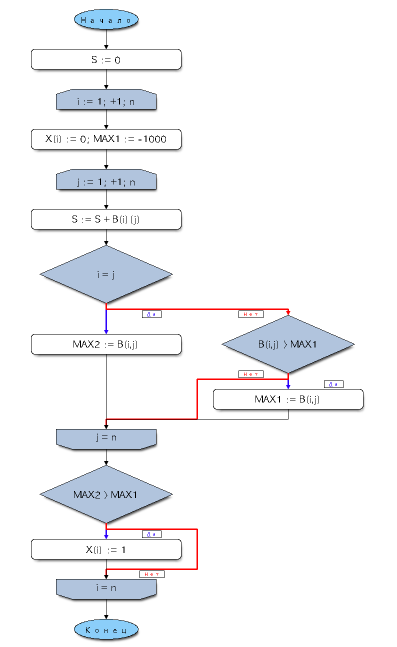 Начало
S := 0
i := 1; +1; n
X(i) := 0; MAX1 := -1000
j := 1; +1; n
S := S + B(i)(j)
i = j
Да
Нет
MAX2 := B(i,j)
B(i,j) > MAX1
Нет
Да
MAX1 := B(i,j)
j = n
MAX2 > MAX1
Да
X(i) := 1
Нет
i = n
Конец